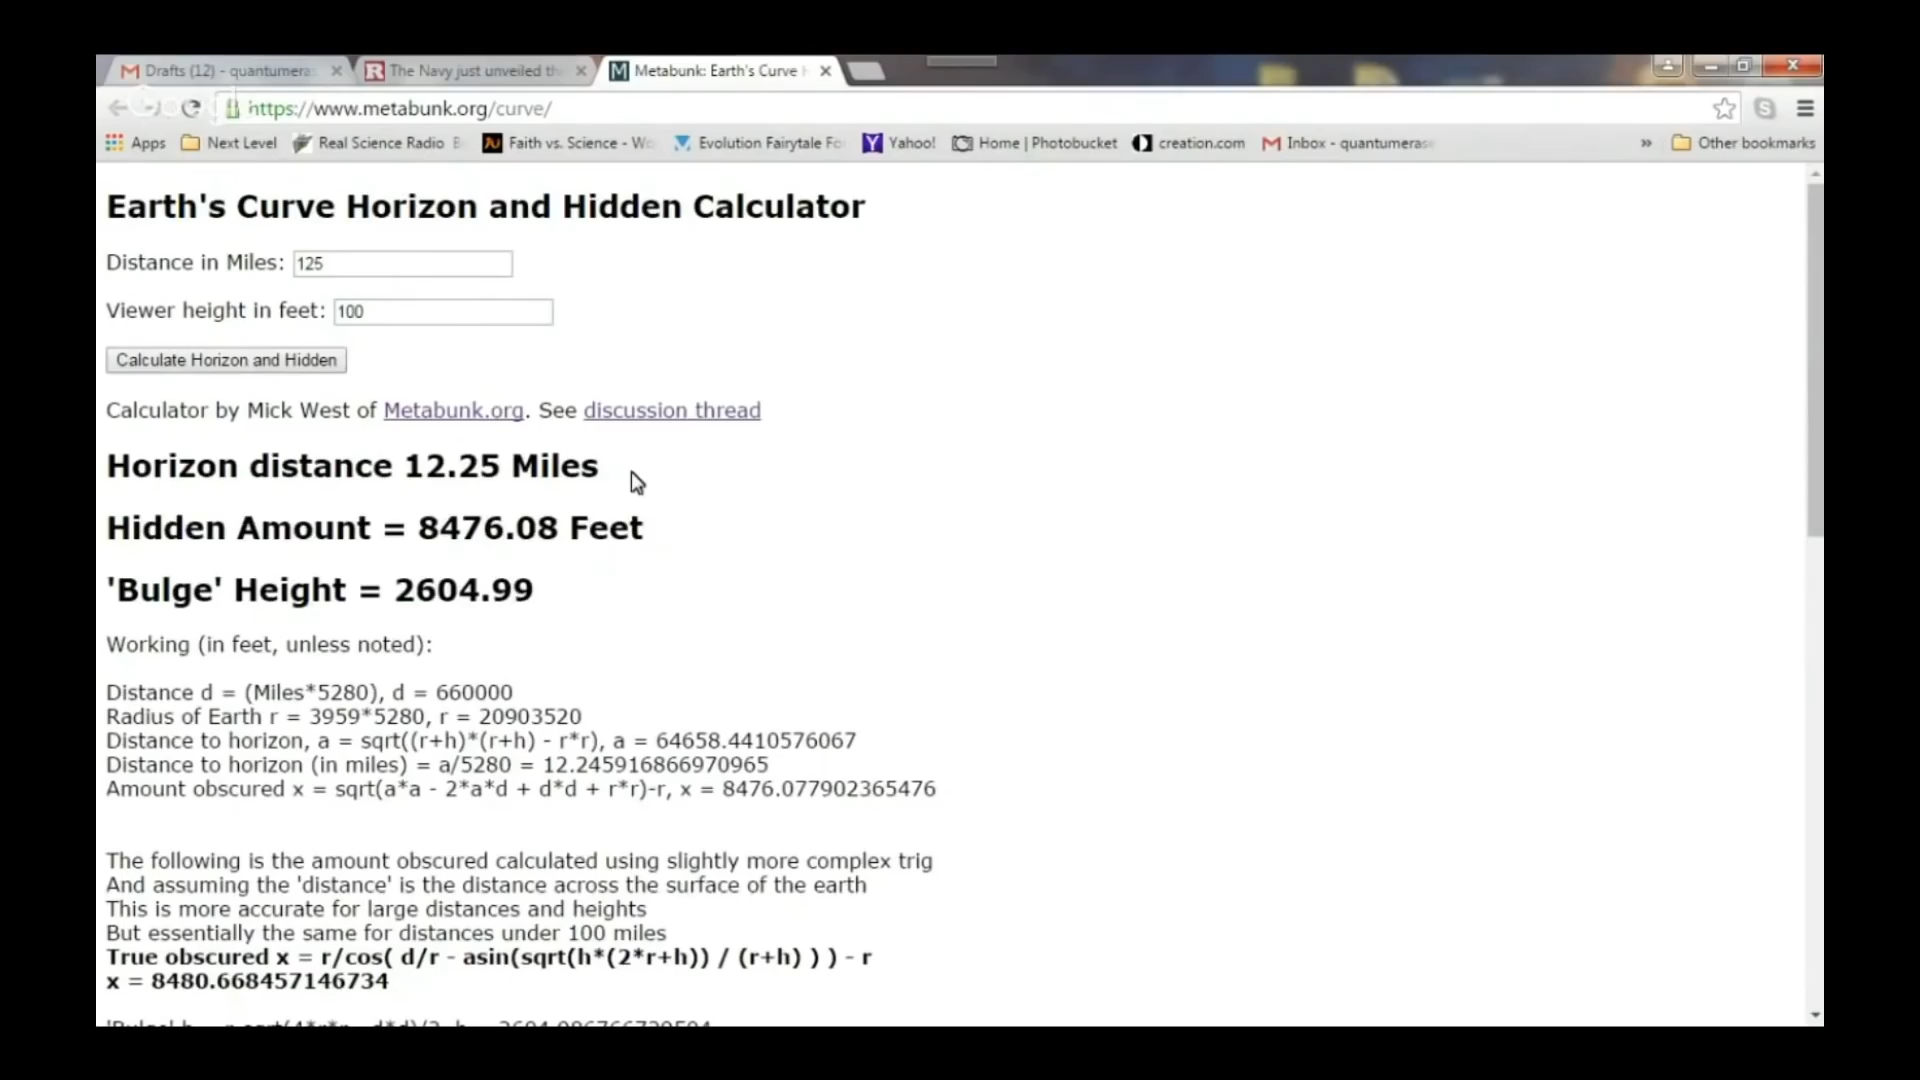 Drafts (12) - quantumeras
The Navy just unveiled th
Metabunk: Earth's Curve H
https://www.metabunk.org/curve/
Apps Next Level Real Science Radio Faith vs. Science - Wo Evolution Fairytale Fo Yahoo! Home | Photobucket creation.com Inbox - quantumeras » Other bookmarks
Earth's Curve Horizon and Hidden Calculator
Distance in Miles: 125
Viewer height in feet: 100
Calculate Horizon and Hidden
Calculator by Mick West of Metabunk.org. See discussion thread
Horizon distance 12.25 Miles
Hidden Amount = 8476.08 Feet
'Bulge' Height = 2604.99
Working (in feet, unless noted):
Distance d = (Miles*5280), d = 660000
Radius of Earth r = 3959*5280, r = 20903520
Distance to horizon, a = sqrt((r+h)*(r+h) - r*r), a = 64658.4410576067
Distance to horizon (in miles) = a/5280 = 12.245916866970965
Amount obscured x = sqrt(a*a - 2*a*d + d*d + r*r)-r, x = 8476.077902365476
The following is the amount obscured calculated using slightly more complex trig
And assuming the 'distance' is the distance across the surface of the earth
This is more accurate for large distances and heights
But essentially the same for distances under 100 miles
True obscured x = r/cos( d/r - asin(sqrt(h*(2*r+h)) / (r+h) ) ) - r
x = 8480.668457146734